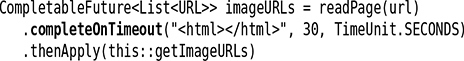 CompletableFuture<List<URL>> imageURLs = readPage(url)
.completeOnTimeout("<html></html>", 30, TimeUnit.SECONDS)
.thenApply(this::getImageURLs)